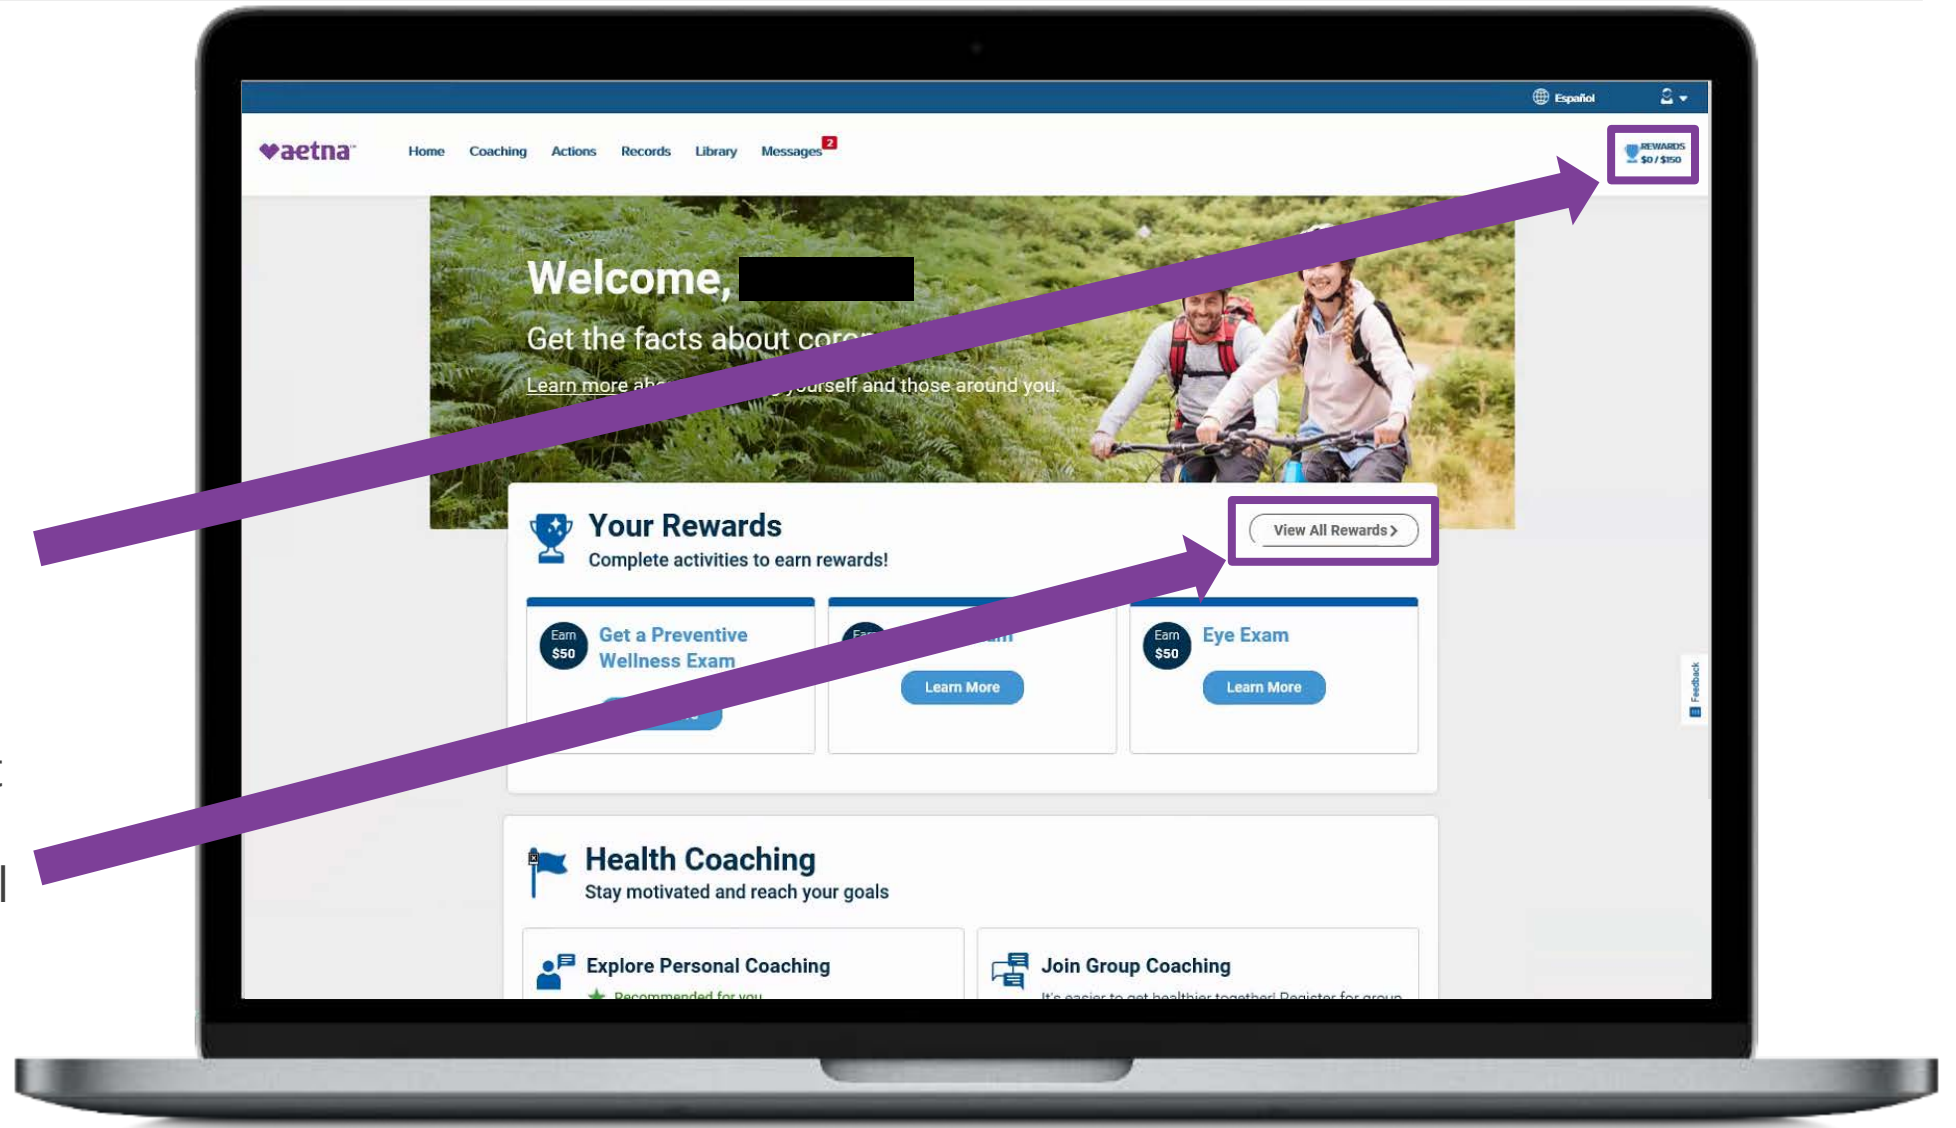 Español
aetna
Home Coaching Actions Records Library Messages 2
REWARDS
$0 / $150
Welcome,
Get the facts about
Learn more yourself and those around you.
Your Rewards
Complete activities to earn rewards!
View All Rewards >
Earn
$50
Get a Preventive
Wellness Exam
Learn More
Earn
$50
Eye Exam
Learn More
Feedback
Health Coaching
Stay motivated and reach your goals
Explore Personal Coaching
Recommended for you
Join Group Coaching
It's easier to get healthier together! Register for group